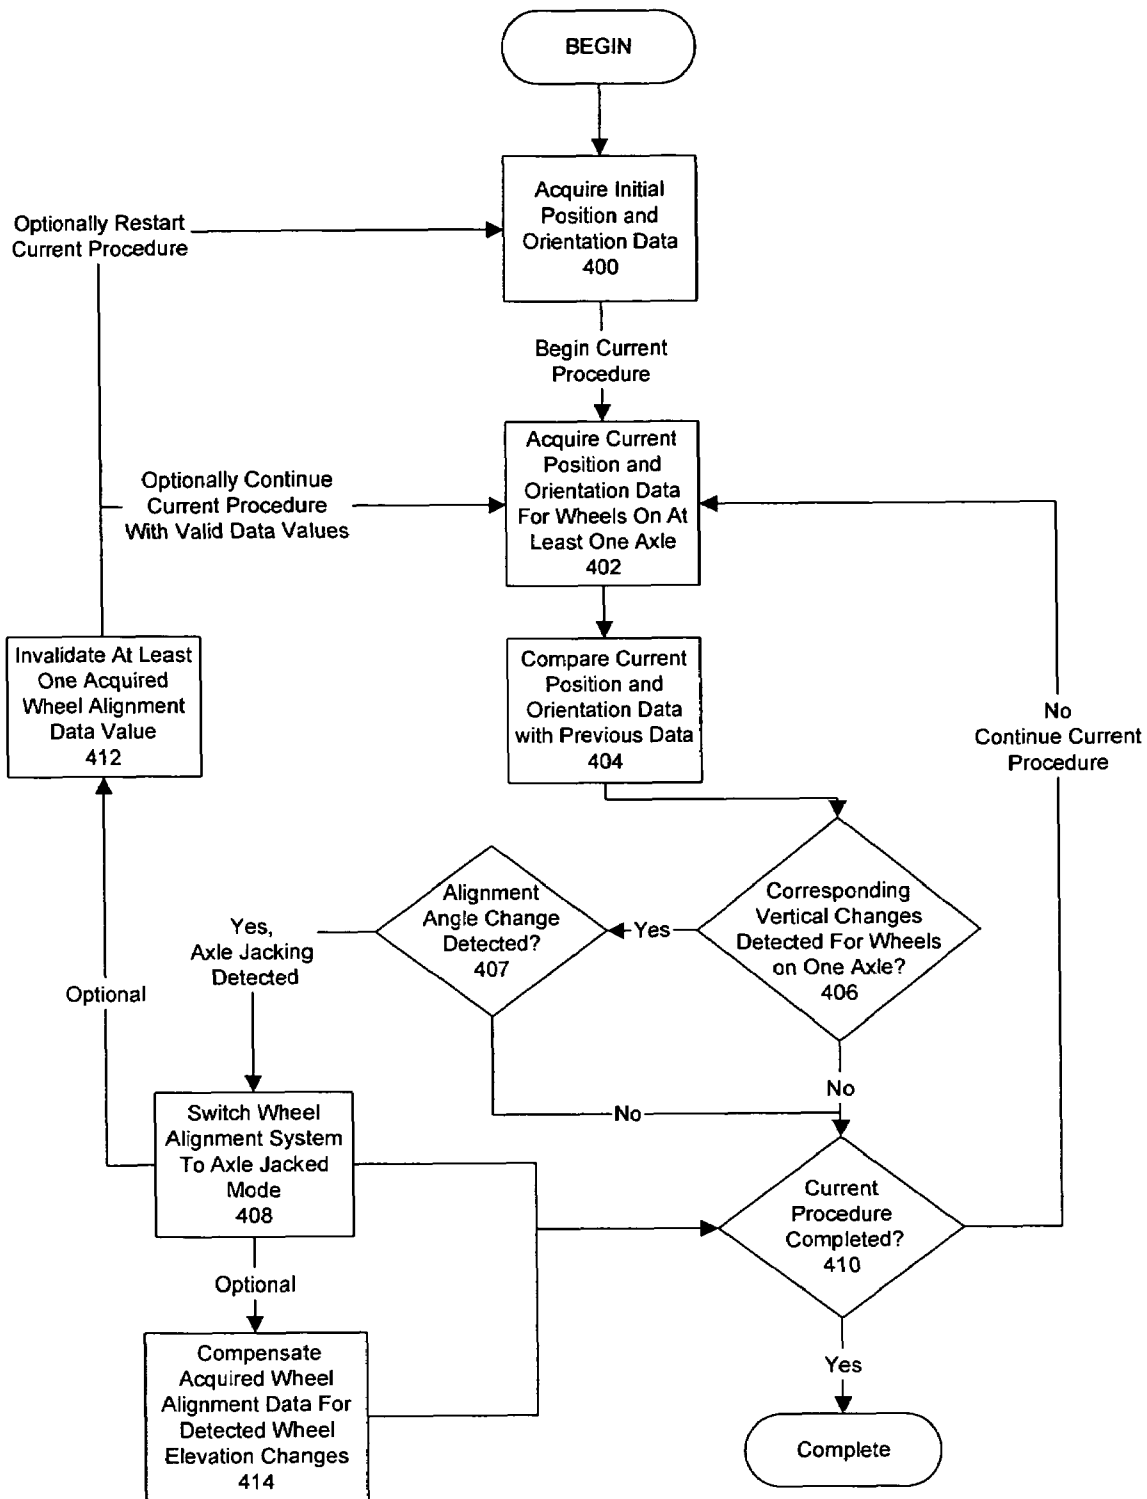 BEGIN
Acquire Initial
Position and
Orientation Data
400
Optionally Restart
Current Procedure
Begin Current
Procedure
Acquire Current
Position and
Orientation Data
For Wheels On At
Least One Axle
402
Optionally Continue
Current Procedure
With Valid Data Values
Invalidate At Least
One Acquired
Wheel Alignment
Data Value
412
Compare Current
Position and
Orientation Data
with Previous Data
404
No
Continue Current
Procedure
Corresponding
Vertical Changes
Detected For Wheels
on One Axle?
406
Yes
Alignment
Angle Change
Detected?
407
Yes,
Axle Jacking
Detected
Optional
No
No
Switch Wheel
Alignment System
To Axle Jacked
Mode
408
Current
Procedure
Completed?
410
Optional
Compensate
Acquired Wheel
Alignment Data For
Detected Wheel
Elevation Changes
414
Yes
Complete